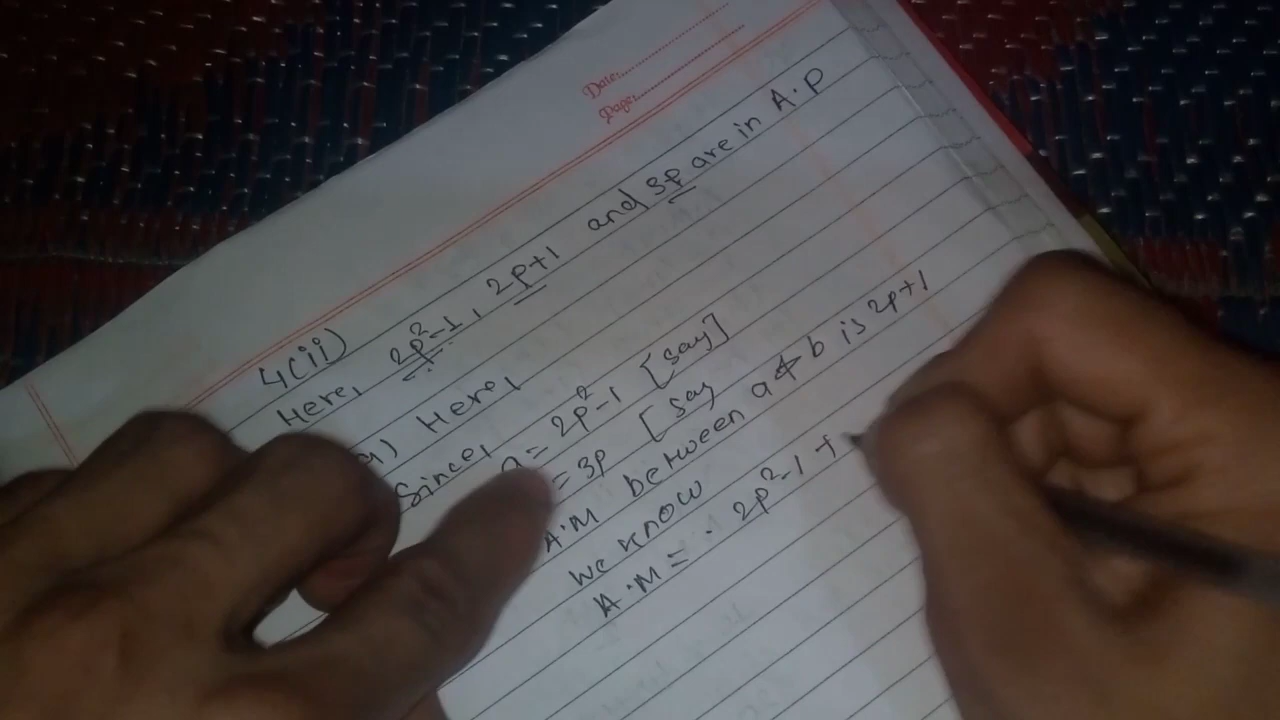 Date:
Page:
4(ii)
Here, 2p²-1, 2p+1 and 3p are in A.P
a) Here,
Since, a = 2p²-1 [say]
= 3p [say
A.M between a & b is 2p+1
we know
A.M = . 2p²-1 +